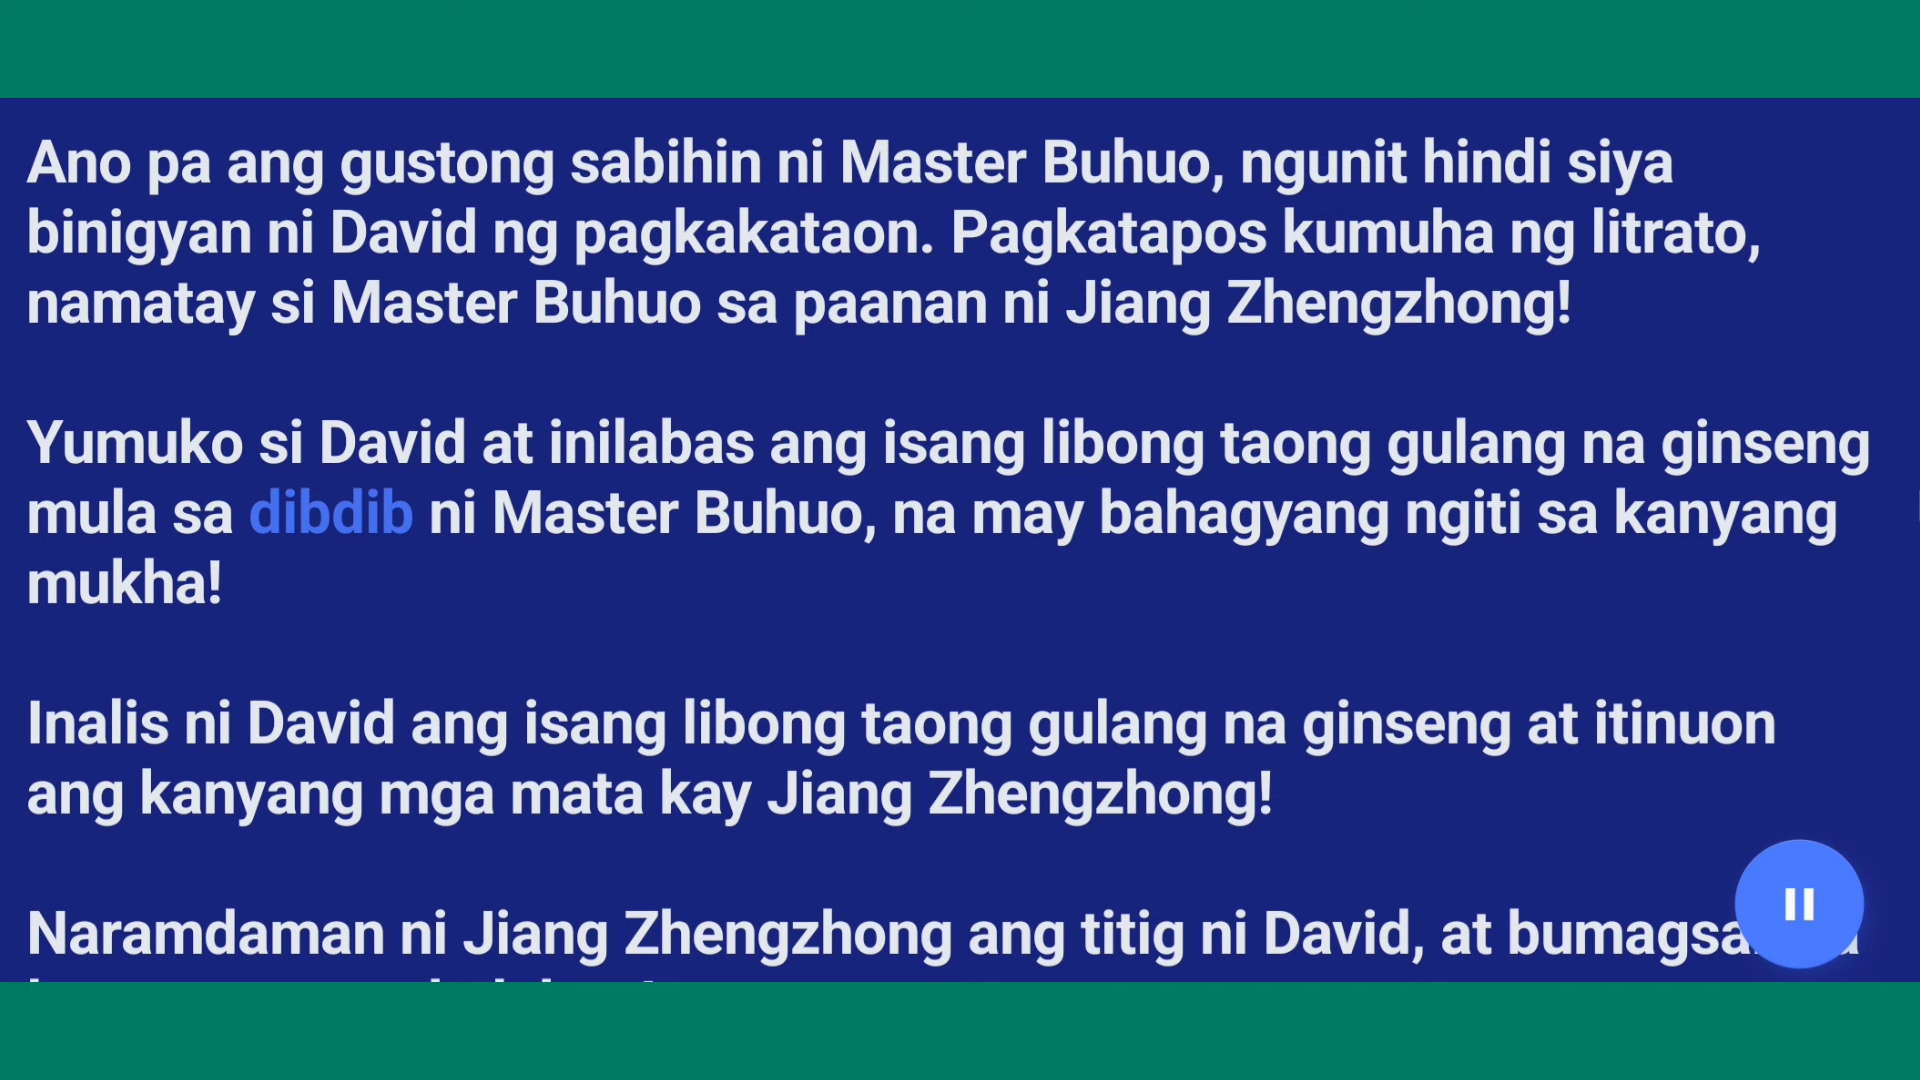 Ano pa ang gustong sabihin ni Master Buhuo, ngunit hindi siya
binigyan ni David ng pagkakataon. Pagkatapos kumuha ng litrato,
namatay si Master Buhuo sa paanan ni Jiang Zhengzhong!
Yumuko si David at inilabas ang isang libong taong gulang na ginseng
mula sa dibdib ni Master Buhuo, na may bahagyang ngiti sa kanyang
mukha!
Inalis ni David ang isang libong taong gulang na ginseng at itinuon
ang kanyang mga mata kay Jiang Zhengzhong!
Naramdaman ni Jiang Zhengzhong ang titig ni David, at